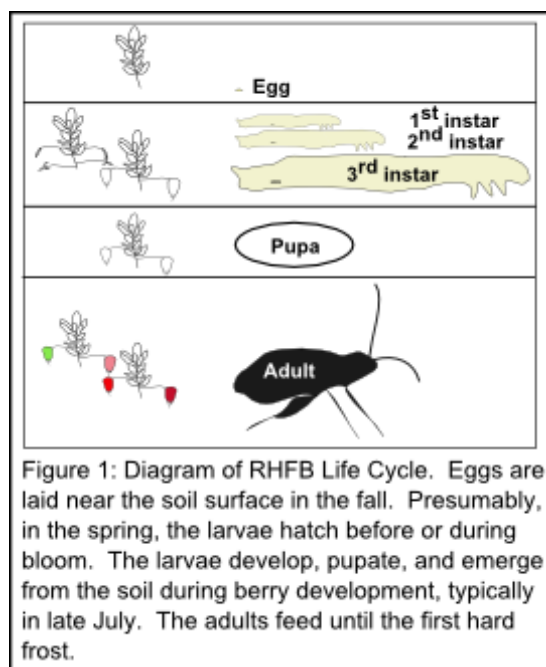 Egg
1st instar
2nd instar
3rd instar
Pupa
Adult
Figure 1: Diagram of RHFB Life Cycle. Eggs are
laid near the soil surface in the fall. Presumably,
in the spring, the larvae hatch before or during
bloom. The larvae develop, pupate, and emerge
from the soil during berry development, typically
in late July. The adults feed until the first hard
frost.